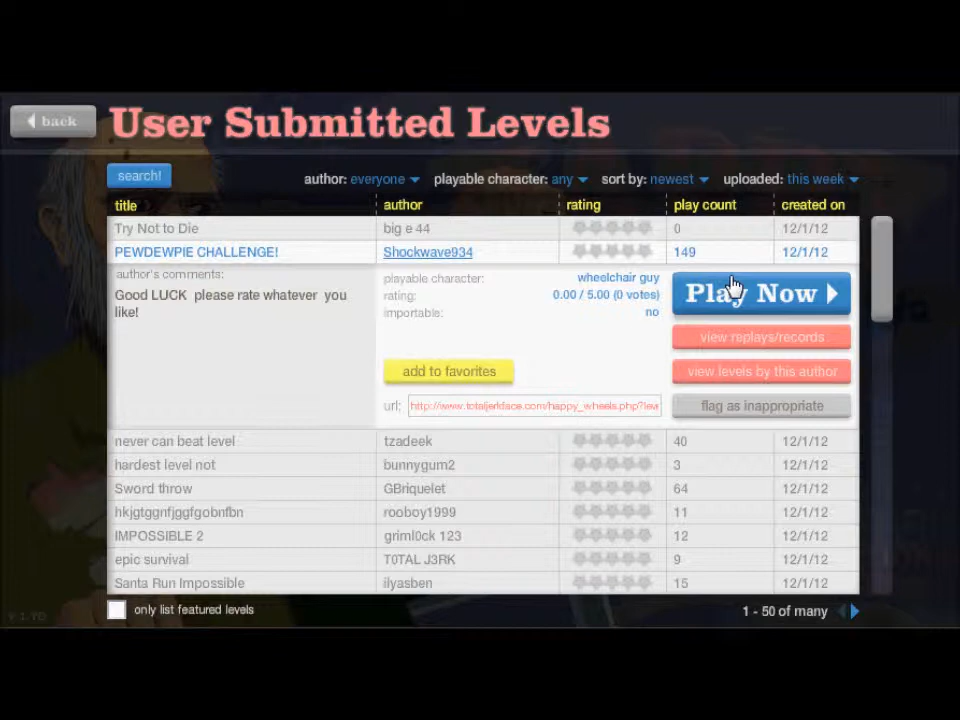 back
User Submitted Levels
search!
author: everyone playable character: any sort by: newest uploaded: this week
title author rating play count created on
Try Not to Die big e 44 0 12/1/12
PEWDEWPIE CHALLENGE! Shockwave934 149 12/1/12
author's comments:
Good LUCK please rate whatever you
like!
playable character: wheelchair guy
rating: 0.00 / 5.00 (0 votes)
importable: no
Play Now
view replays/records
add to favorites
view levels by this author
url: http://www.totaljerkface.com/happy_wheels.php?lev
flag as inappropriate
never can beat level tzadeek 40 12/1/12
hardest level not bunnygum2 3 12/1/12
Sword throw GBriquelet 64 12/1/12
hkjgtggnfjggfgobnfbn rooboy1999 11 12/1/12
IMPOSSIBLE 2 griml0ck 123 12 12/1/12
epic survival T0TAL J3RK 9 12/1/12
Santa Run Impossible ilyasben 15 12/1/12
only list featured levels 1 - 50 of many